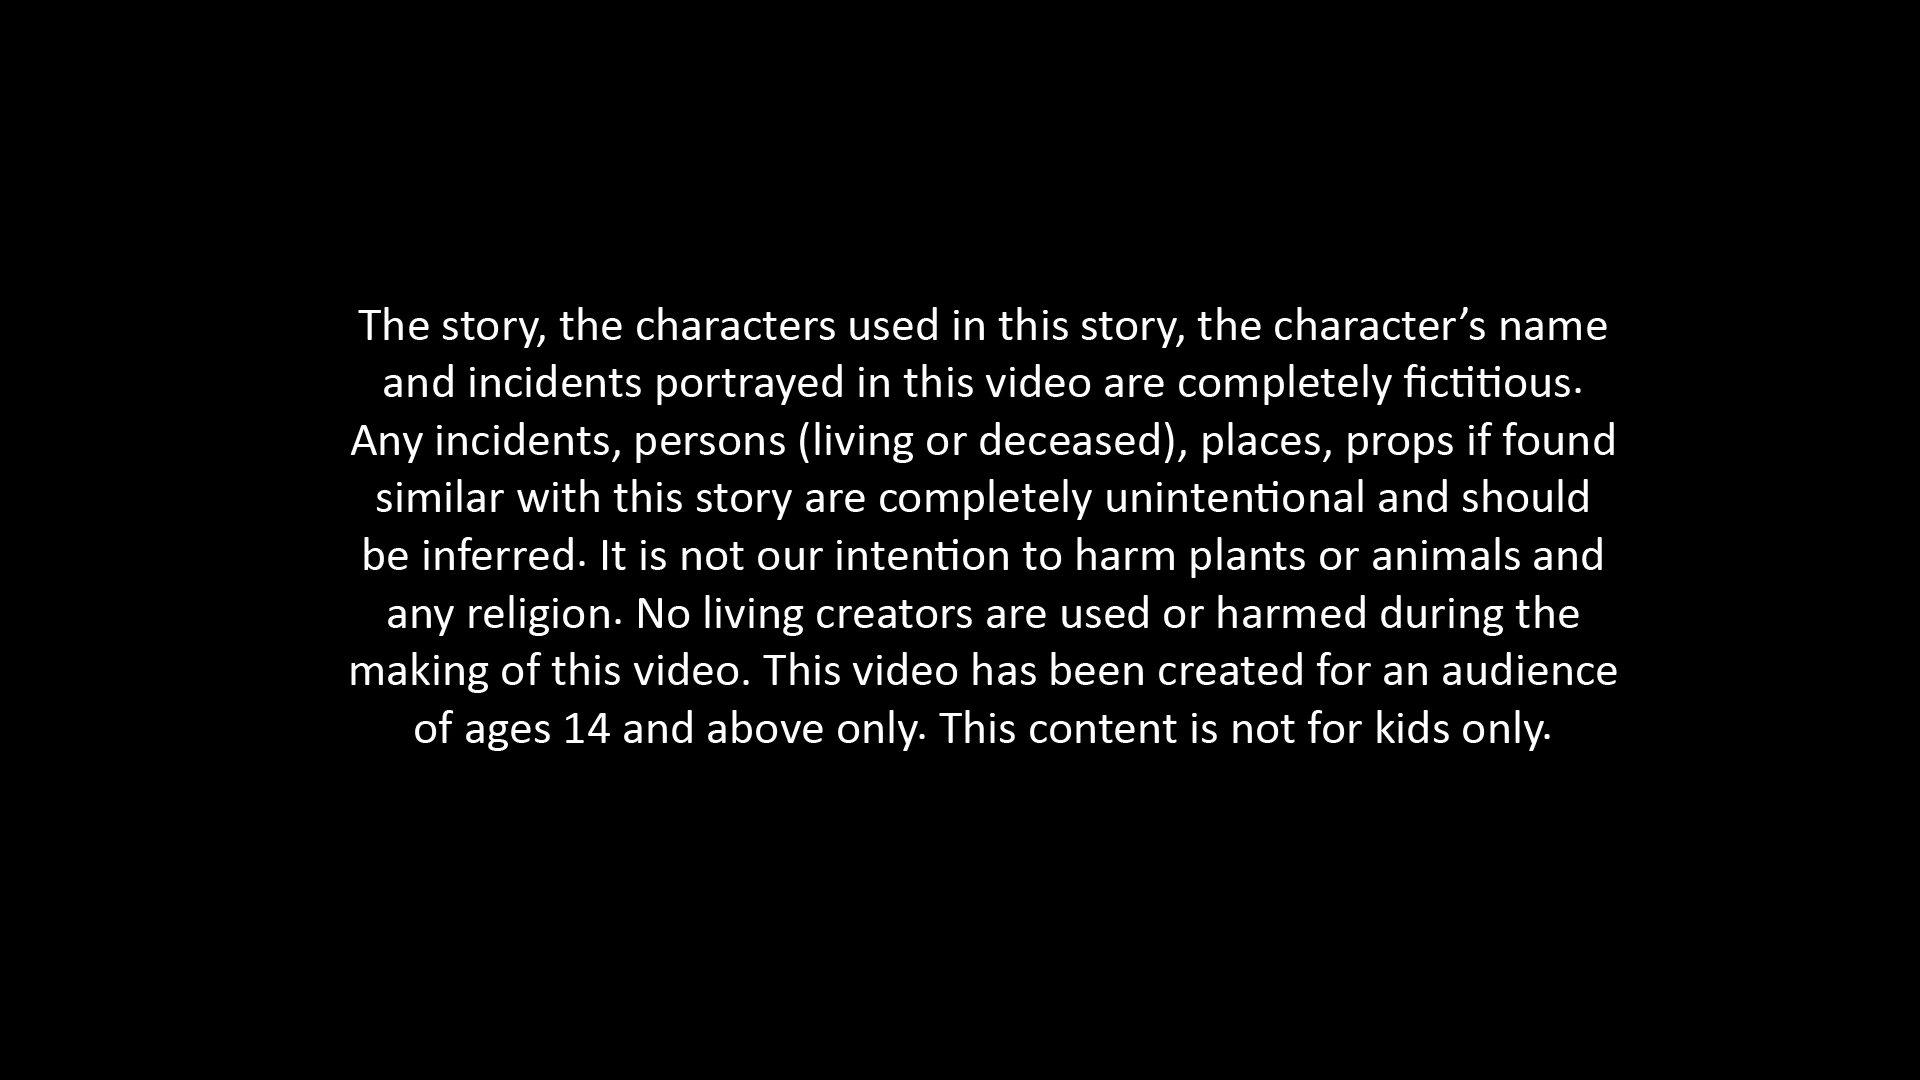 The story, the characters used in this story, the character’s name
and incidents portrayed in this video are completely fictitious.
Any incidents, persons (living or deceased), places, props if found
similar with this story are completely unintentional and should
be inferred. It is not our intention to harm plants or animals and
any religion. No living creators are used or harmed during the
making of this video. This video has been created for an audience
of ages 14 and above only. This content is not for kids only.